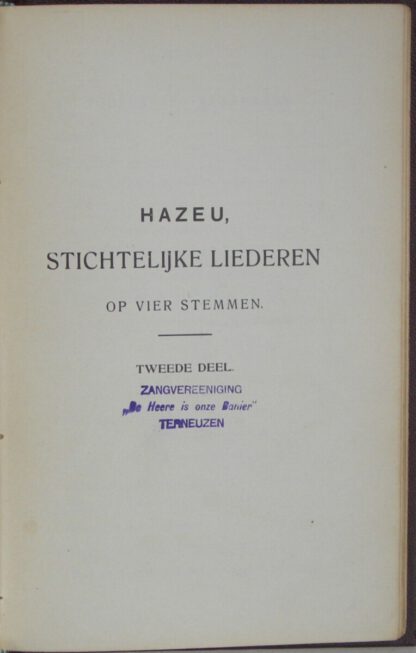 HAZEU,
STICHTELIJKE LIEDEREN
OP VIER STEMMEN.
TWEEDE DEEL.
ZANGVEREENIGING
„De Heere is onze Banier"
TERNEUZEN